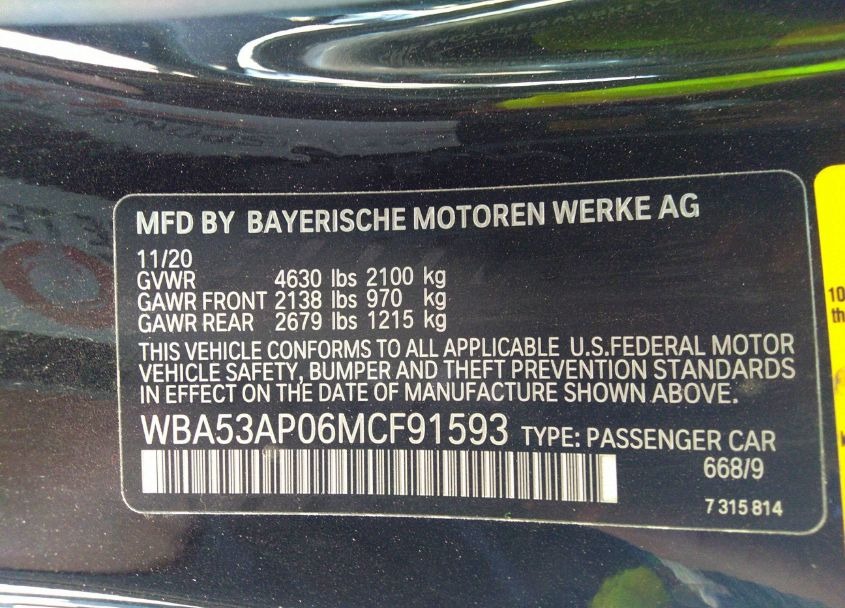 MFD BY BAYERISCHE MOTOREN WERKE AG
11/20
GVWR 4630 lbs 2100 kg
GAWR FRONT 2138 lbs 970 kg
GAWR REAR 2679 lbs 1215 kg
THIS VEHICLE CONFORMS TO ALL APPLICABLE U.S.FEDERAL MOTOR
VEHICLE SAFETY, BUMPER AND THEFT PREVENTION STANDARDS
IN EFFECT ON THE DATE OF MANUFACTURE SHOWN ABOVE.
WBA53AP06MCF91593 TYPE: PASSENGER CAR
668/9
7 315 814
10
th